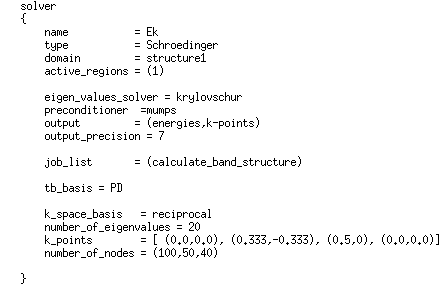 solver
{
name = Ek
type = Schroedinger
domain = structure1
active_regions = (1)
eigen_values_solver = krylovschur
preconditioner =mumps
output = (energies,k-points)
output_precision = 7
job_list = (calculate_band_structure)
tb_basis = PD
k_space_basis = reciprocal
number_of_eigenvalues = 20
k_points = [ (0.0,0.0), (0.333,-0.333), (0.5,0), (0.0,0.0)]
number_of_nodes = (100,50,40)
}